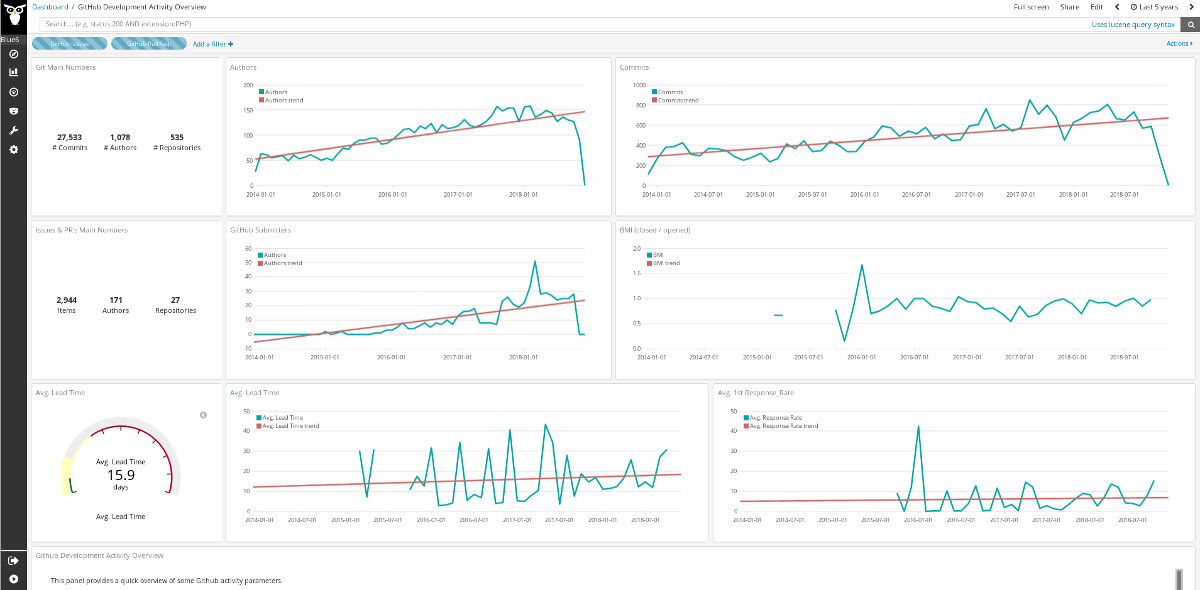 Dashboard / GitHub Development Activity Overview
Full screen Share Edit Last 5 years
Search... (e.g. status:200 AND extension:PHP)
Uses lucene query syntax
Blue6
GitHub Issues
Add a filter
Actions
Git Main Numbers
27,533 1,078 535
# Commits # Authors # Repositories
Authors
Authors
Authors trend
200
150
100
50
0
2014-01-01 2015-01-01 2016-01-01 2017-01-01 2018-01-01
Commits
Commits
Commits trend
1000
800
600
400
200
0
2014-01-01 2014-07-01 2015-01-01 2015-07-01 2016-01-01 2016-07-01 2017-01-01 2017-07-01 2018-01-01 2018-07-01
Issues & PR's Main Numbers
2,944 171 27
Items Authors Repositories
GitHub Submitters
Authors
Authors trend
60
50
40
30
20
10
0
-10
2014-01-01 2015-01-01 2016-01-01 2017-01-01 2018-01-01
BMI (closed / opened)
BMI
BMI trend
2.0
1.5
1.0
0.5
0.0
2014-01-01 2014-07-01 2015-01-01 2015-07-01 2016-01-01 2016-07-01 2017-01-01 2017-07-01 2018-01-01 2018-07-01
Avg. Lead Time
Avg. Lead Time
15.9
days
Avg. Lead Time
Avg. Lead Time
Avg. Lead Time
Avg. Lead Time trend
50
40
30
20
10
0
2014-01-01 2014-07-01 2015-01-01 2015-07-01 2016-01-01 2016-07-01 2017-01-01 2017-07-01 2018-01-01 2018-07-01
Avg. 1st Response_Rate
Avg. Response Rate
Avg. Response Rate trend
50
40
30
20
10
0
2014-01-01 2014-07-01 2015-01-01 2015-07-01 2016-01-01 2016-07-01 2017-01-01 2017-07-01 2018-01-01 2018-07-01
Github Development Activity Overview
This panel provides a quick overview of some Github activity parameters.